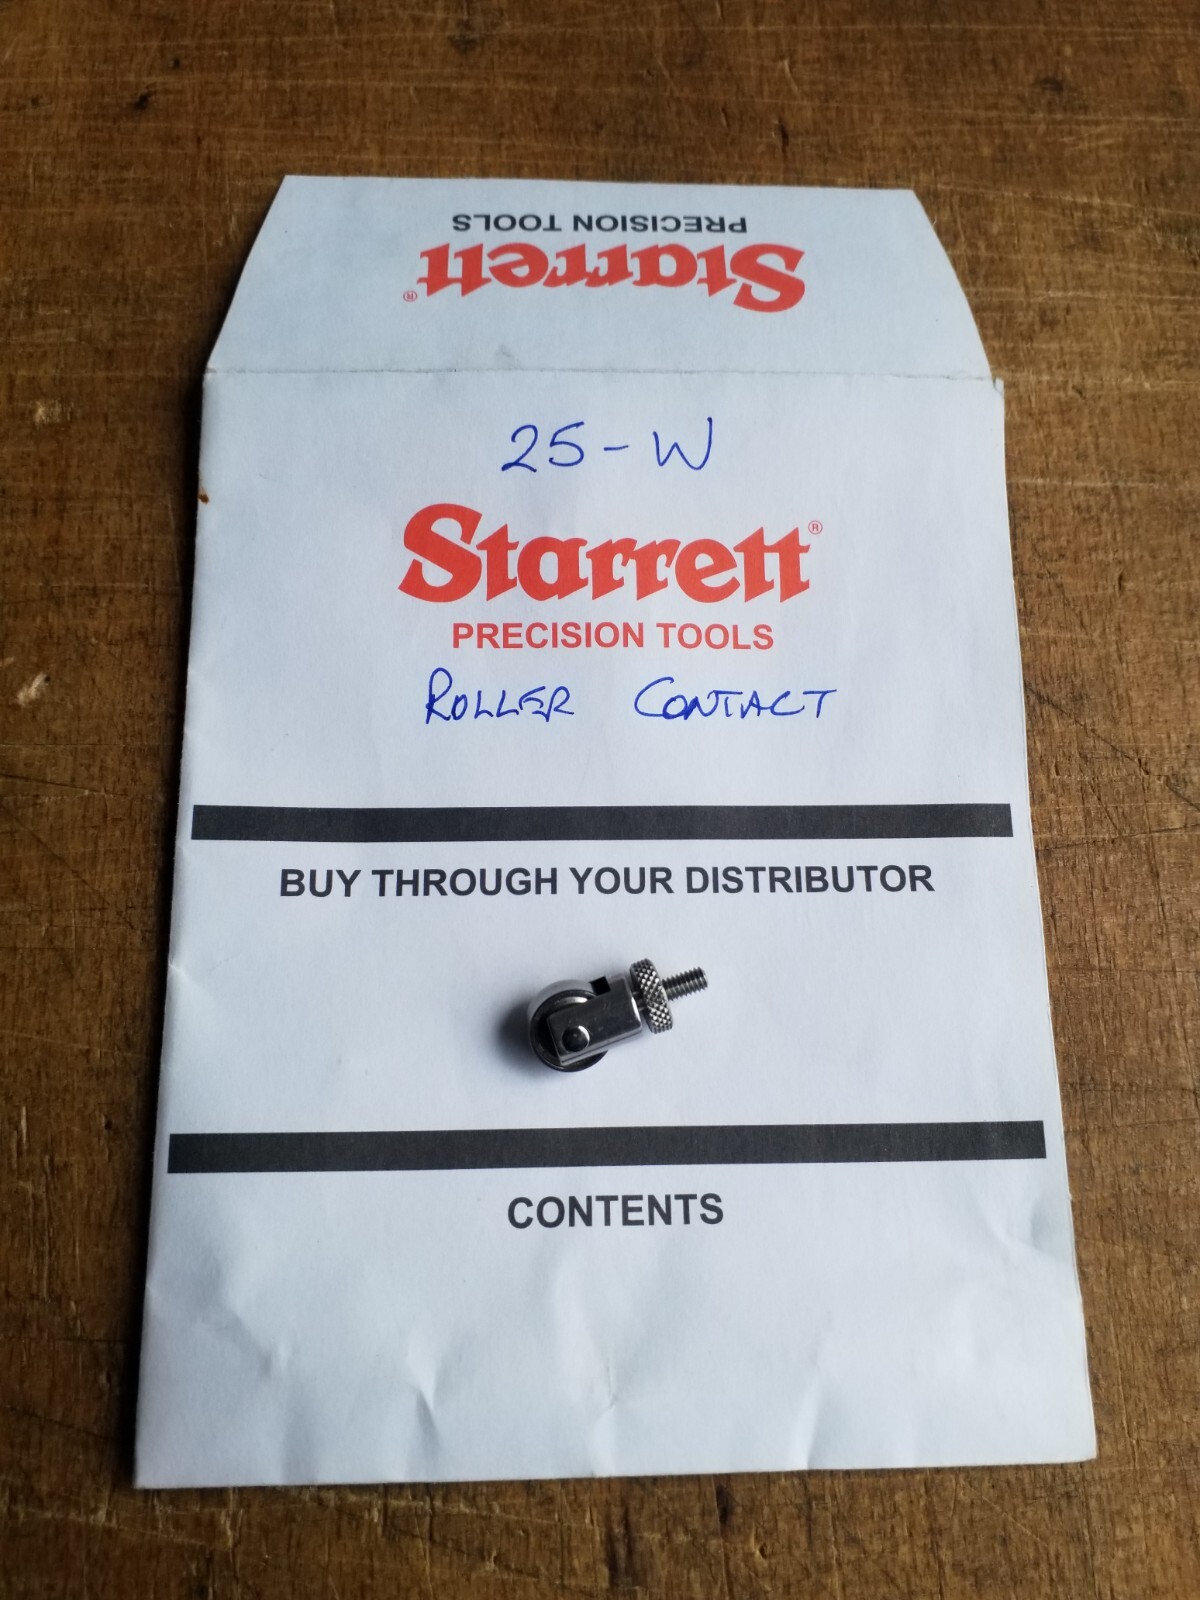 PRECISION TOOLS
Starrett®
25-W
Starrett®
PRECISION TOOLS
ROLLER CONTACT
BUY THROUGH YOUR DISTRIBUTOR
CONTENTS